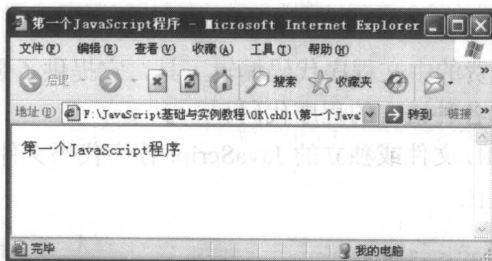 第一个JavaScript程序 - Microsoft Internet Explorer
文件(F) 编辑(E) 查看(V) 收藏(A) 工具(T) 帮助(H)
后退 搜索 收藏夹
地址(D) F:\JavaScript基础与实例教程\OK\ch01\第一个Java 转到 链接
第一个JavaScript程序
完毕 我的电脑